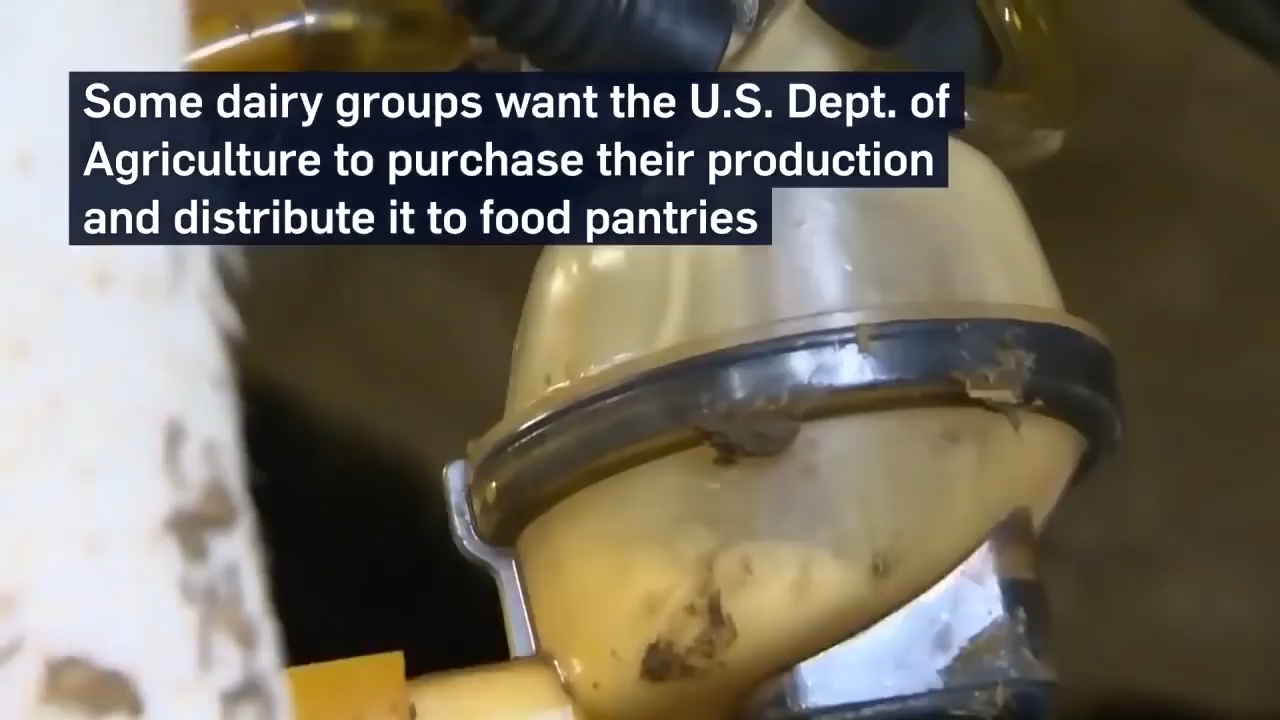 Some dairy groups want the U.S. Dept. of
Agriculture to purchase their production
and distribute it to food pantries